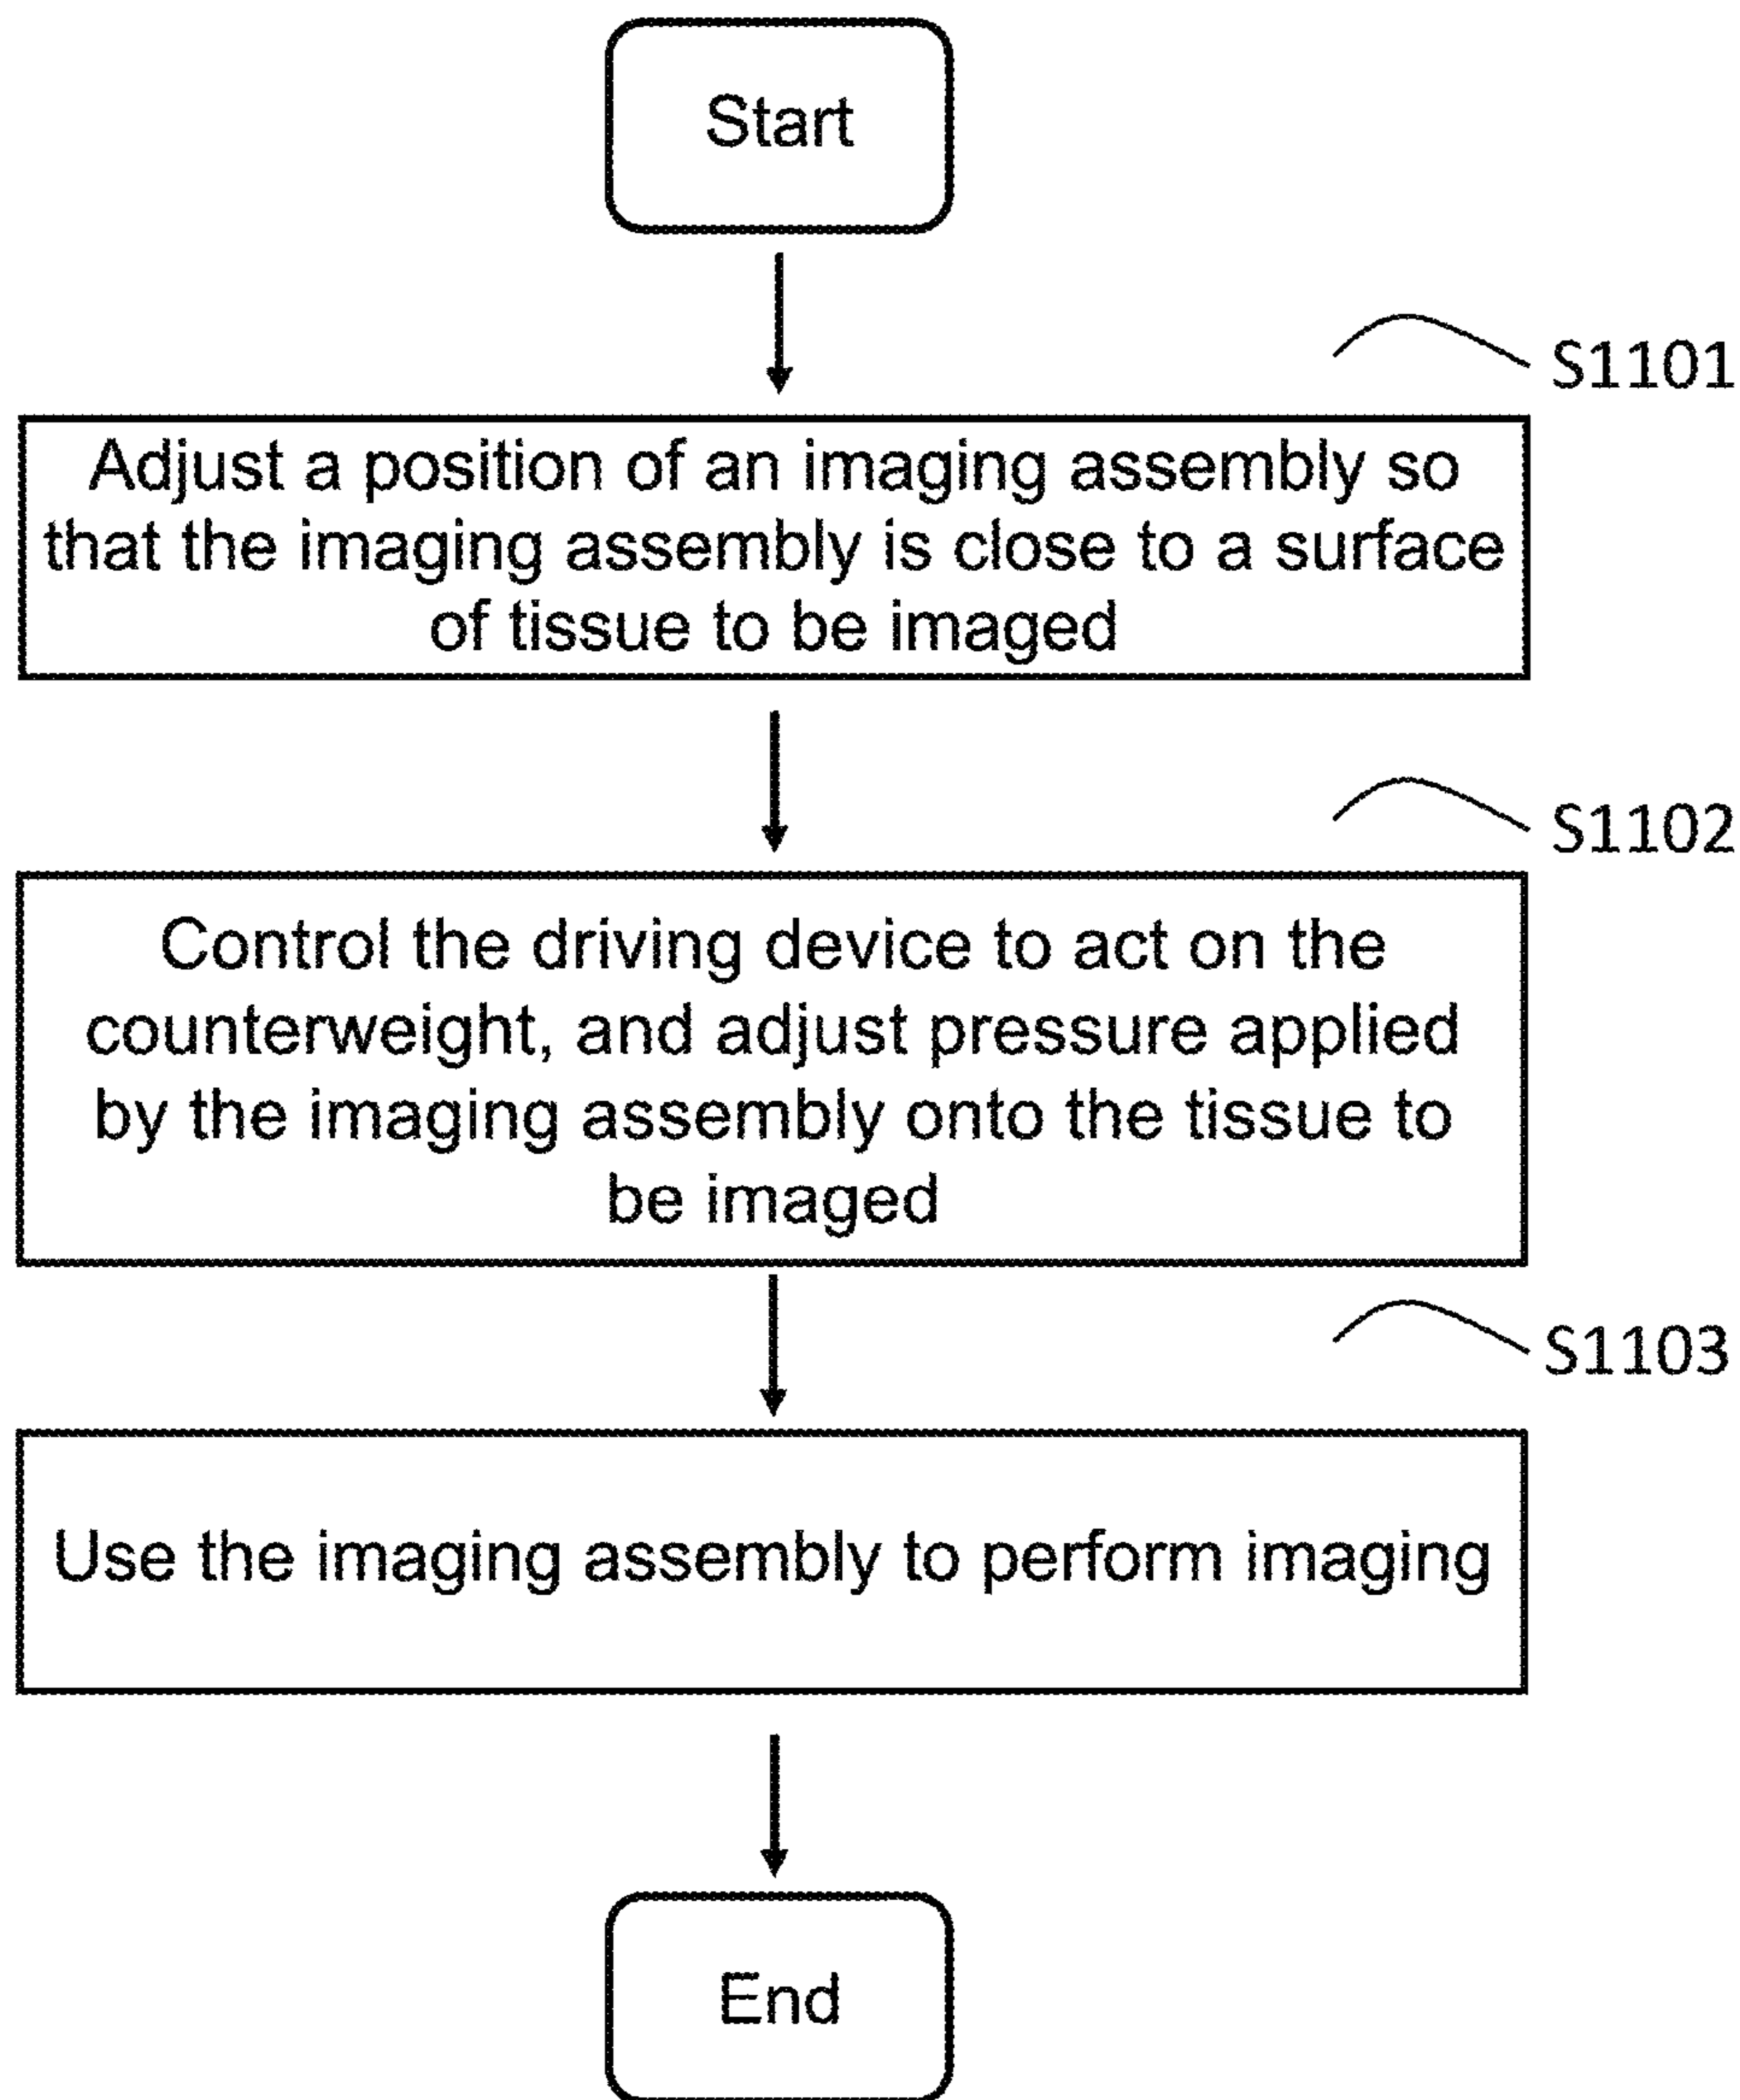 Start
S1101
Adjust a position of an imaging assembly so
that the imaging assembly is close to a surface
of tissue to be imaged
S1102
Control the driving device to act on the
counterweight, and adjust pressure applied
by the imaging assembly onto the tissue to
be imaged
S1103
Use the imaging assembly to perform imaging
End